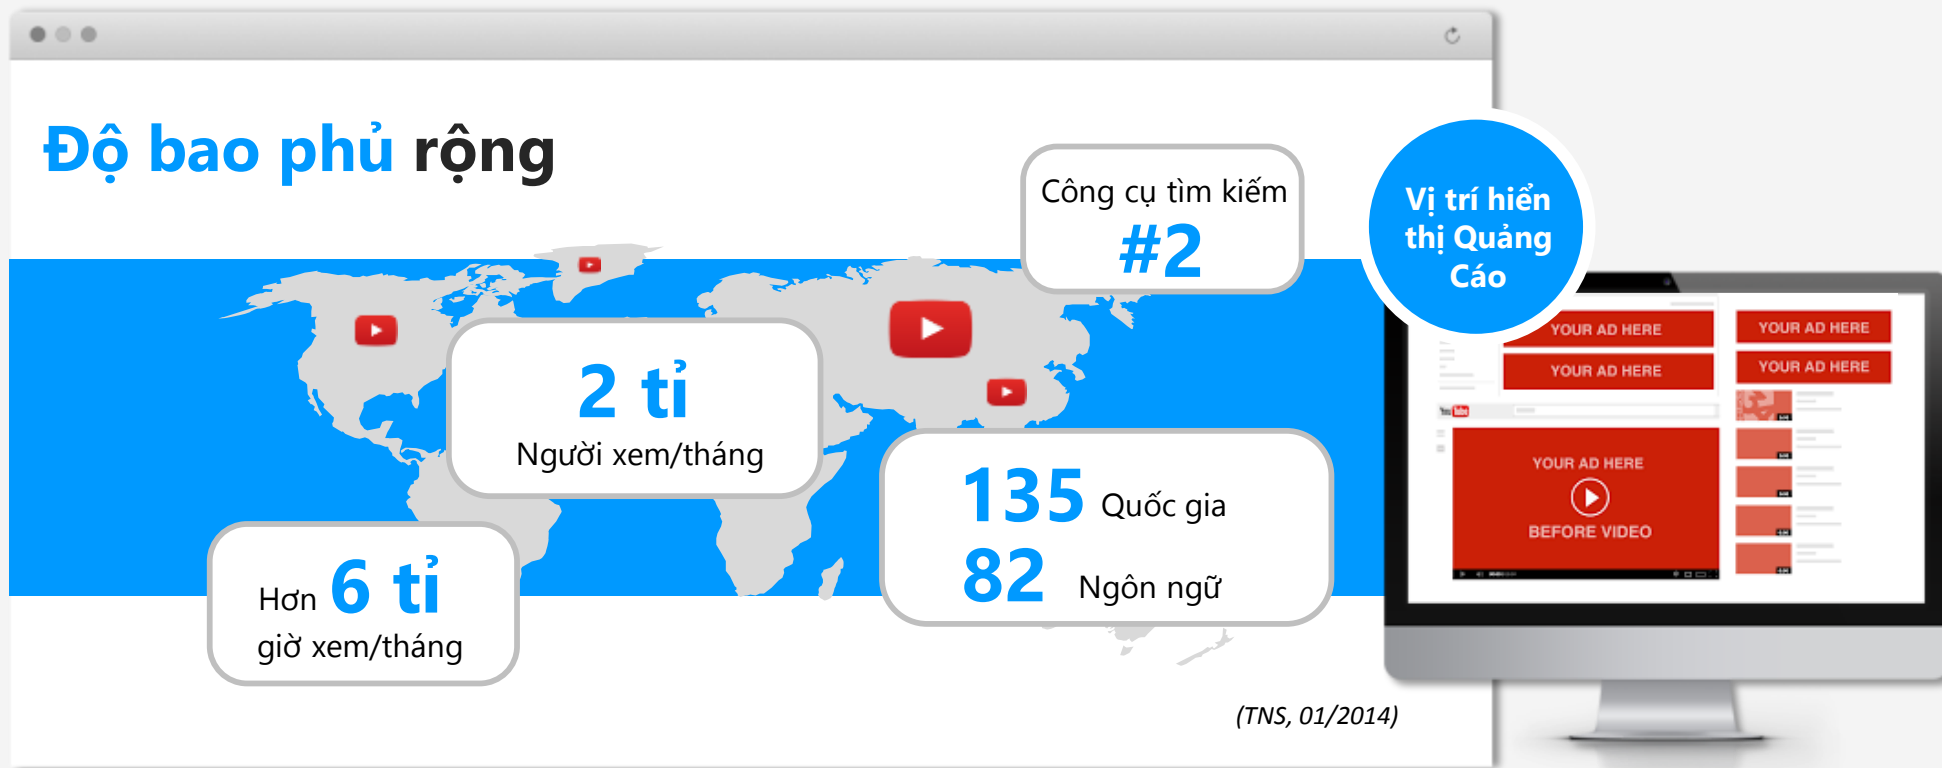 Độ bao phủ rộng
Công cụ tìm kiếm
#2
Vị trí hiển
thị Quảng
Cáo
2 tỉ
Người xem/tháng
135 Quốc gia
82 Ngôn ngữ
Hơn 6 tỉ
giờ xem/tháng
(TNS, 01/2014)
YOUR AD HERE
YOUR AD HERE
YOUR AD HERE
YOUR AD HERE
You Tube
YOUR AD HERE
BEFORE VIDEO